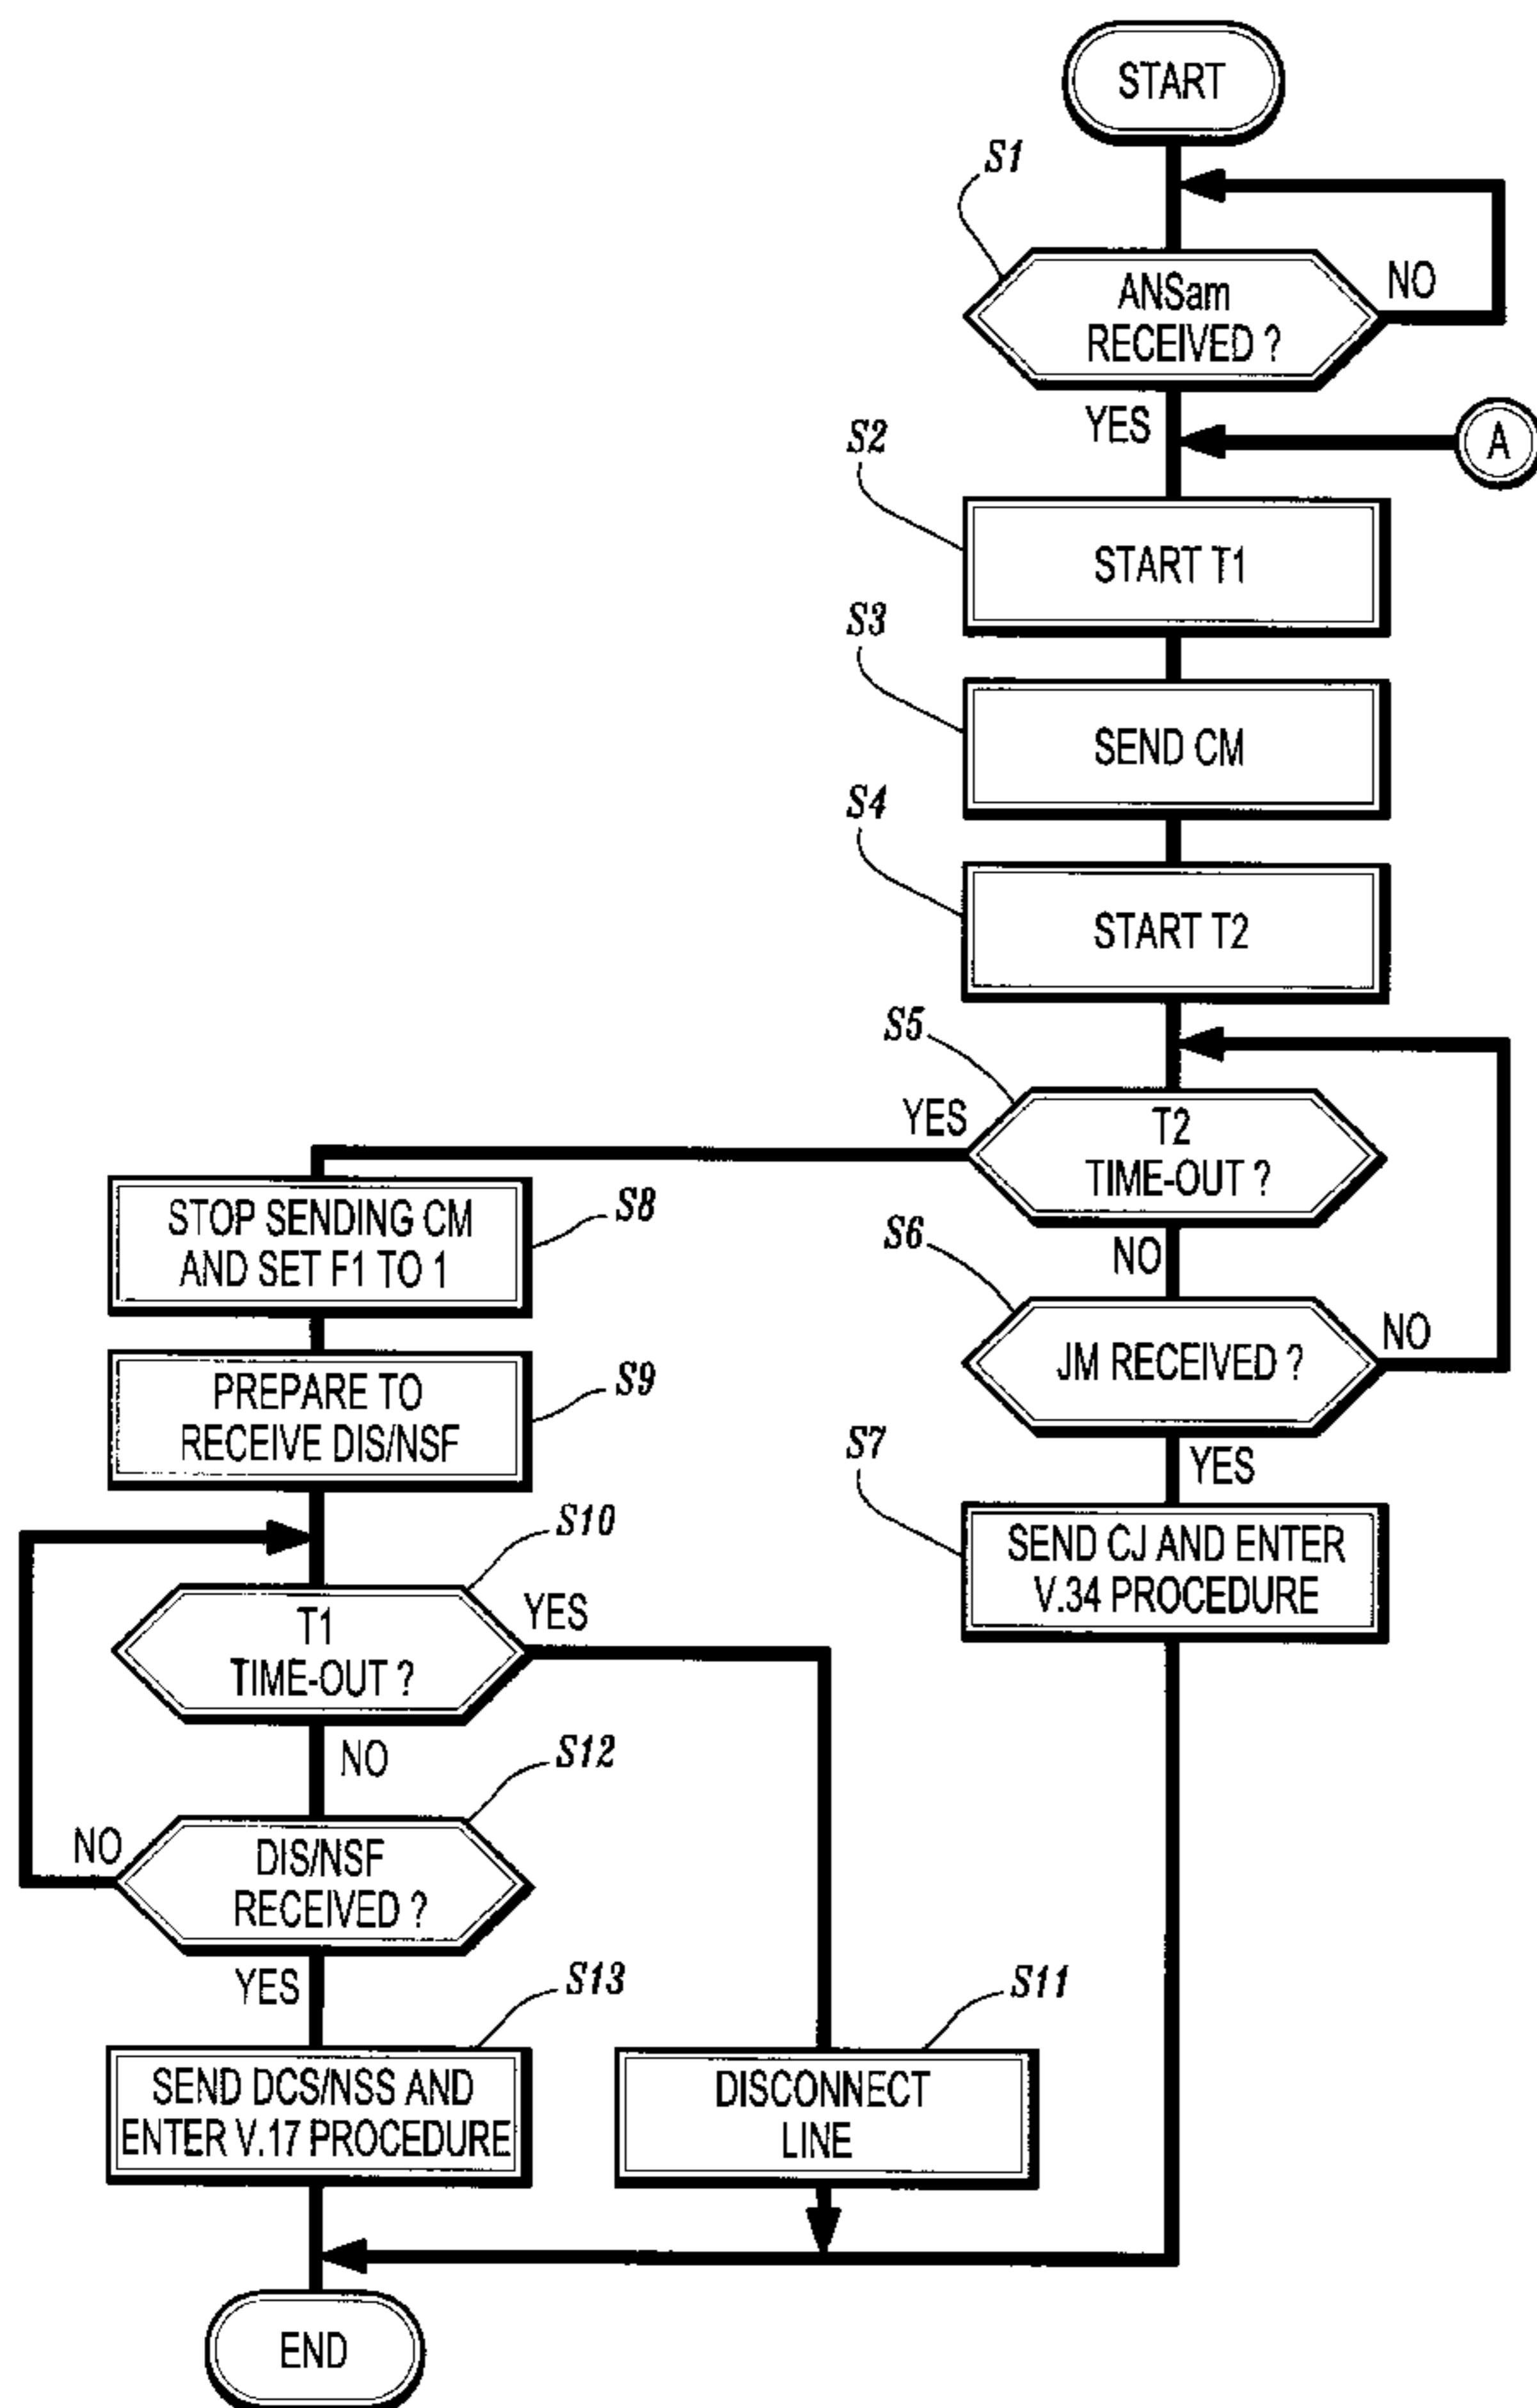 START
S1
ANSam
RECEIVED ?
NO
YES
A
S2
START T1
S3
SEND CM
S4
START T2
S5
T2
TIME-OUT ?
YES
NO
S6
JM RECEIVED ?
NO
YES
S7
SEND CJ AND ENTER
V.34 PROCEDURE
STOP SENDING CM
AND SET F1 TO 1
S8
PREPARE TO
RECEIVE DIS/NSF
S9
S10
T1
TIME-OUT ?
YES
NO
S12
DIS/NSF
RECEIVED ?
NO
YES
S13
SEND DCS/NSS AND
ENTER V.17 PROCEDURE
S11
DISCONNECT
LINE
END